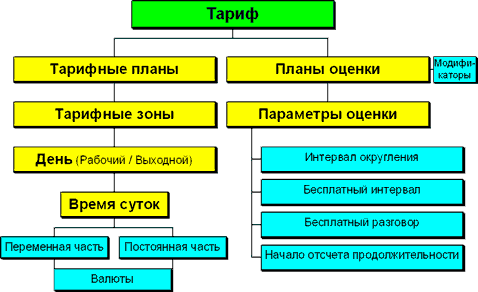 Тариф
Тарифные планы
Планы оценки
Модифи-
каторы
Тарифные зоны
Параметры оценки
День (Рабочий / Выходной)
Интервал округления
Время суток
Бесплатный интервал
Бесплатный разговор
Переменная часть
Постоянная часть
Начало отсчета продолжительности
Валюты